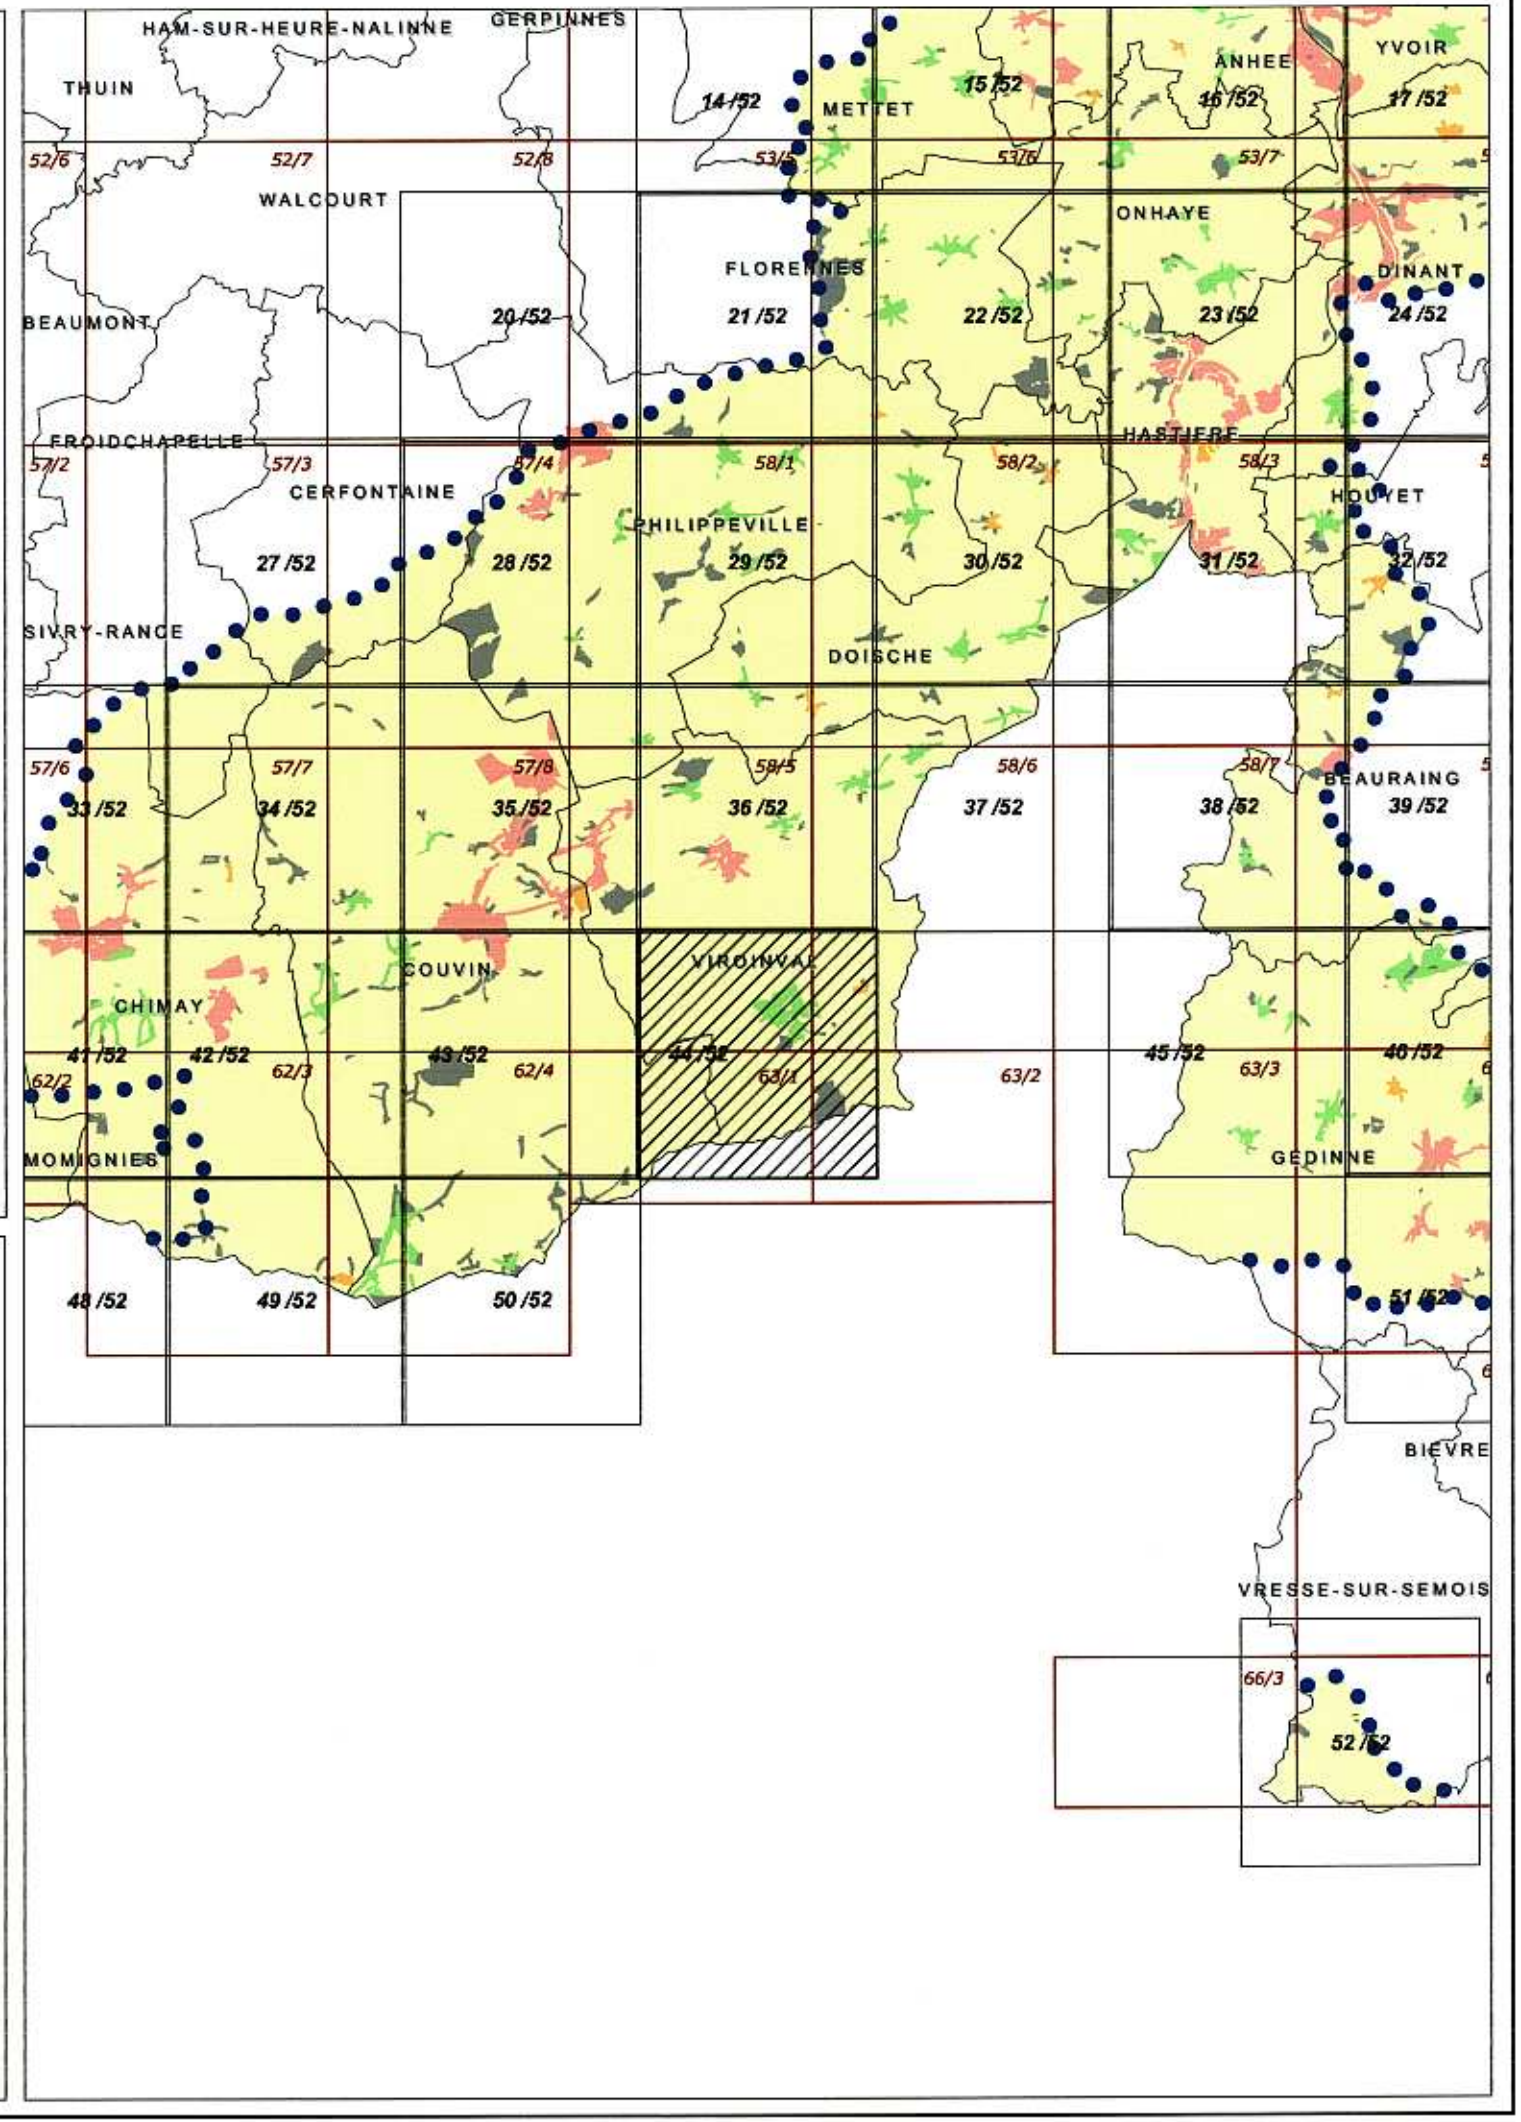 GERPINNES
HAM-SUR-HEURE-NALINNE
YVOIR
ANHEE
THUIN
15 /52
14 /52
METTET
16 /52
17 /52
52/6
52/7
52/8
53/5
53/6
53/7
5
WALCOURT
ONHAYE
FLORENNES
DINANT
BEAUMONT
20 /52
21 /52
22 /52
23 /52
24 /52
HASTIERE
FROIDCHAPELLE
57/2
57/3
57/4
58/1
58/2
58/3
5
CERFONTAINE
HOUYET
PHILIPPEVILLE
27 /52
28 /52
29 /52
30 /52
31 /52
32 /52
SIVRY-RANCE
DOISCHE
57/6
57/7
57/8
58/5
58/6
58/7
5
BEAURAING
33 /52
34 /52
35 /52
36 /52
37 /52
38 /52
39 /52
VIROINVAL
COUVIN
CHIMAY
41 /52
42 /52
43 /52
44 /52
45 /52
46 /52
62/2
62/3
62/4
63/1
63/2
63/3
6
MOMIGNIES
GEDINNE
48 /52
49 /52
50 /52
51 /52
6
BIEVRE
VRESSE-SUR-SEMOIS
66/3
6
52 /52